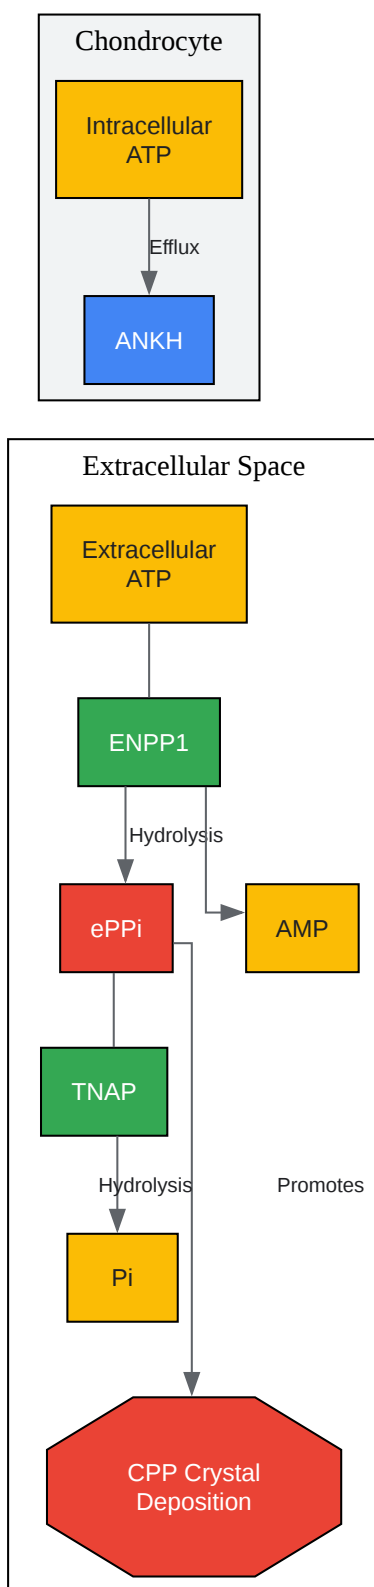 Chondrocyte
Intracellular
ATP
Efflux
ANKH
Extracellular Space
Extracellular
ATP
ENPP1
Hydrolysis
ePPi
AMP
TNAP
Hydrolysis
Promotes
Pi
CPP Crystal
Deposition